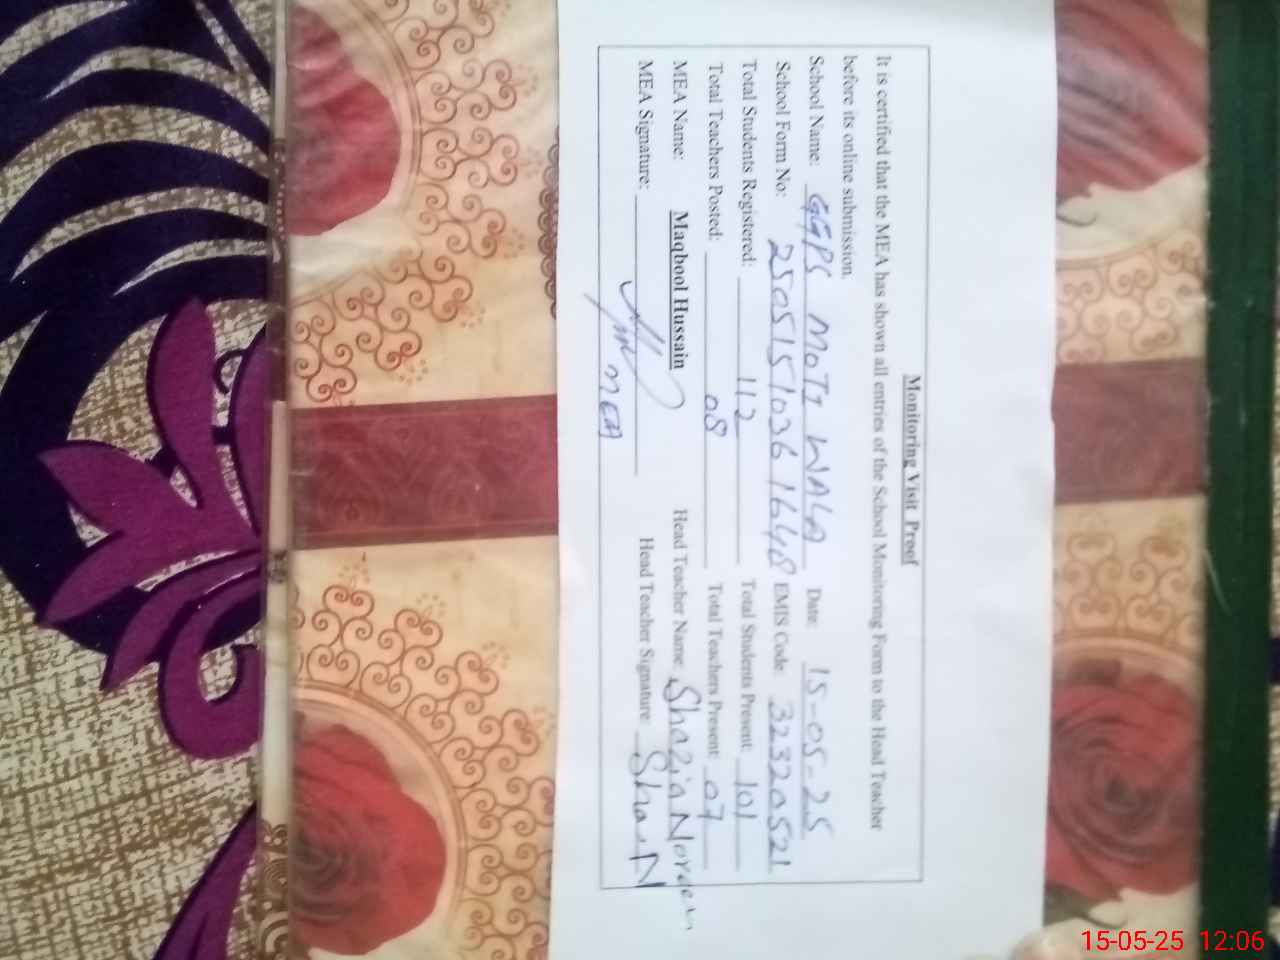 Monitoring Visit Proof
It is certified that the MEA has shown all entries of the School Monitoring Form to the Head Teacher
before its online submission.
School Name: GGPS MOTI WALA Date: 15-05-25
School Form No: 25051510361648 EMIS Code: 32320521
Total Students Registered: 112 Total Students Present: 101
Total Teachers Posted: 08 Total Teachers Present: 07
MEA Name: Maqbool Hussain Head Teacher Name: Shazia Noreen
MEA Signature: MEA Head Teacher Signature:
15-05-25 12:06